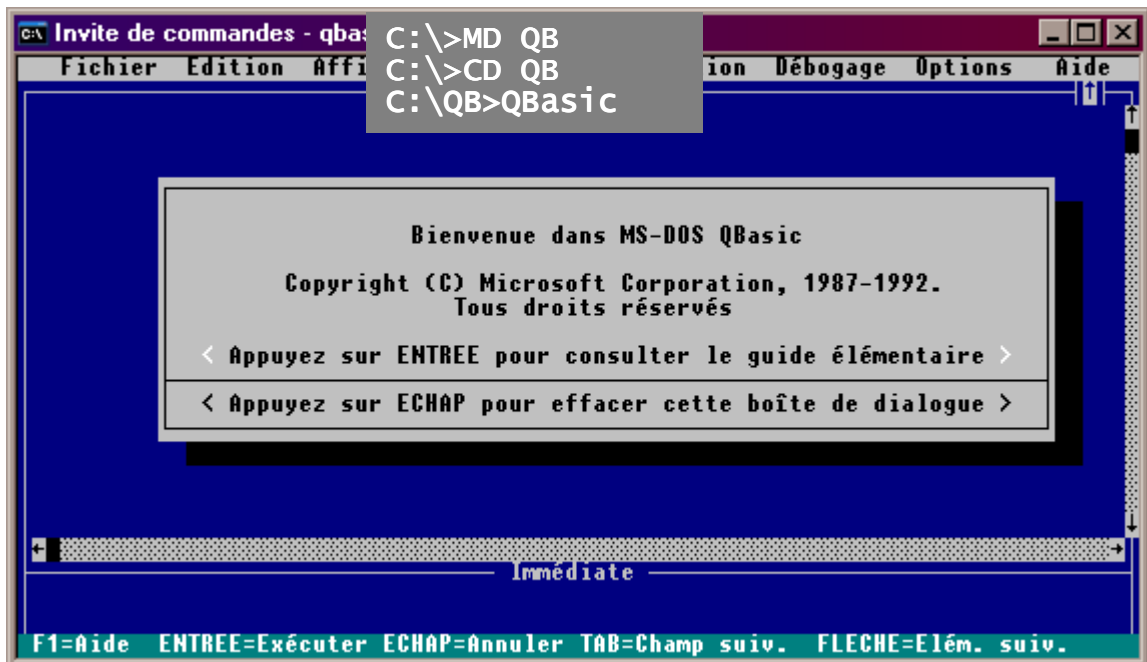 Invite de commandes - qbas
C:\>MD QB
C:\>CD QB
C:\QB>QBasic
Fichier Edition Affi ion Débogage Options Aide
Bienvenue dans MS-DOS QBasic
Copyright (C) Microsoft Corporation, 1987-1992.
Tous droits réservés
< Appuyez sur ENTREE pour consulter le guide élémentaire >
< Appuyez sur ECHAP pour effacer cette boîte de dialogue >
Immédiate
F1=Aide ENTREE=Exécuter ECHAP=Annuler TAB=Champ suiv. FLECHE=Elém. suiv.